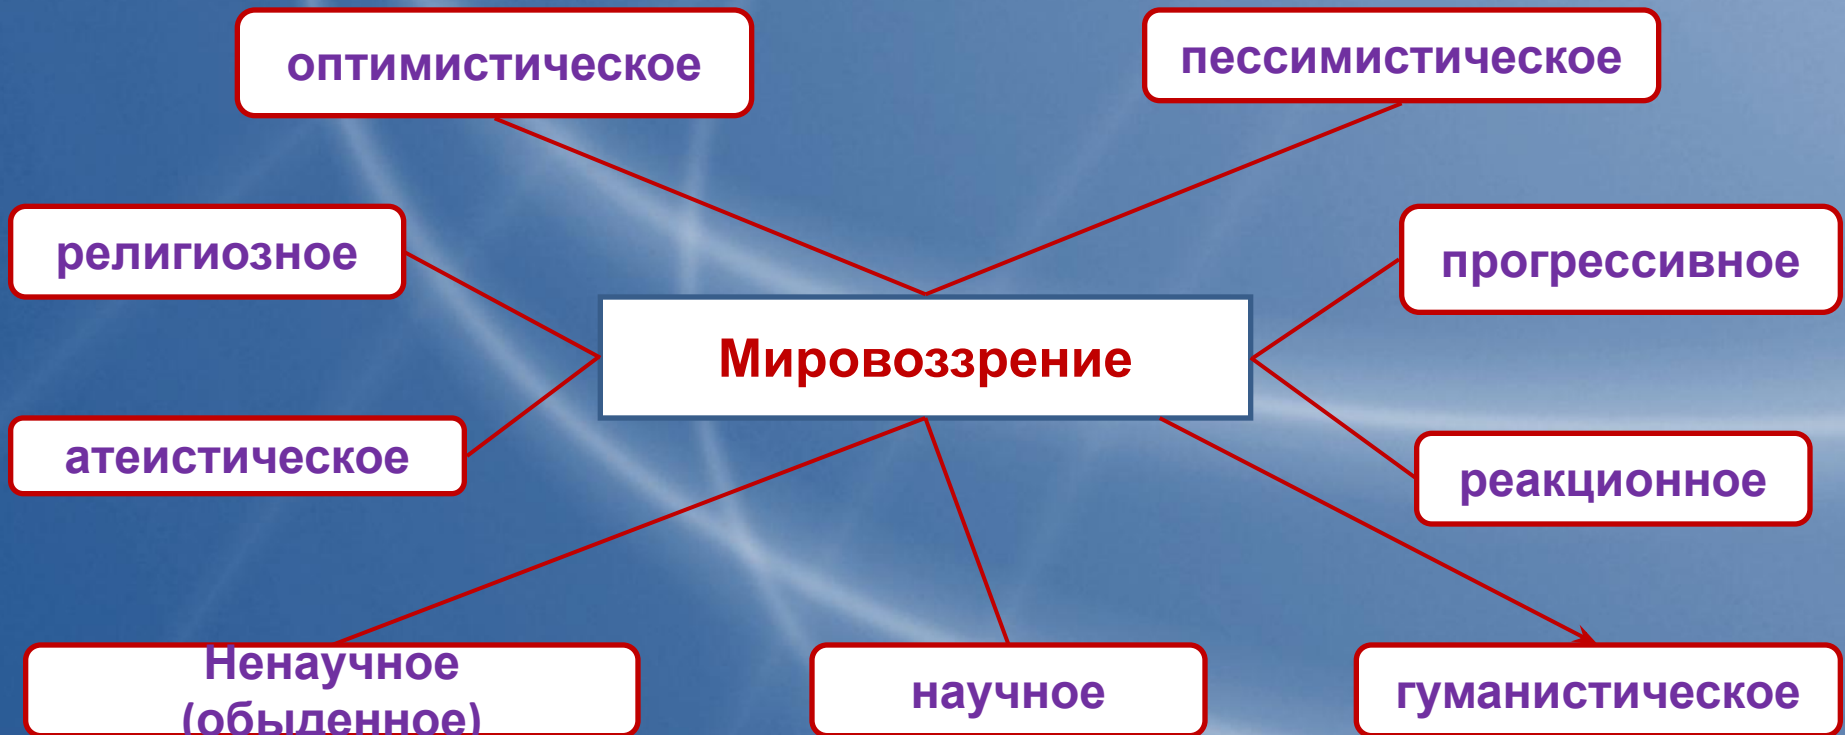 оптимистическое
пессимистическое
религиозное
прогрессивное
Мировоззрение
атеистическое
реакционное
Ненаучное
(обыденное)
научное
гуманистическое